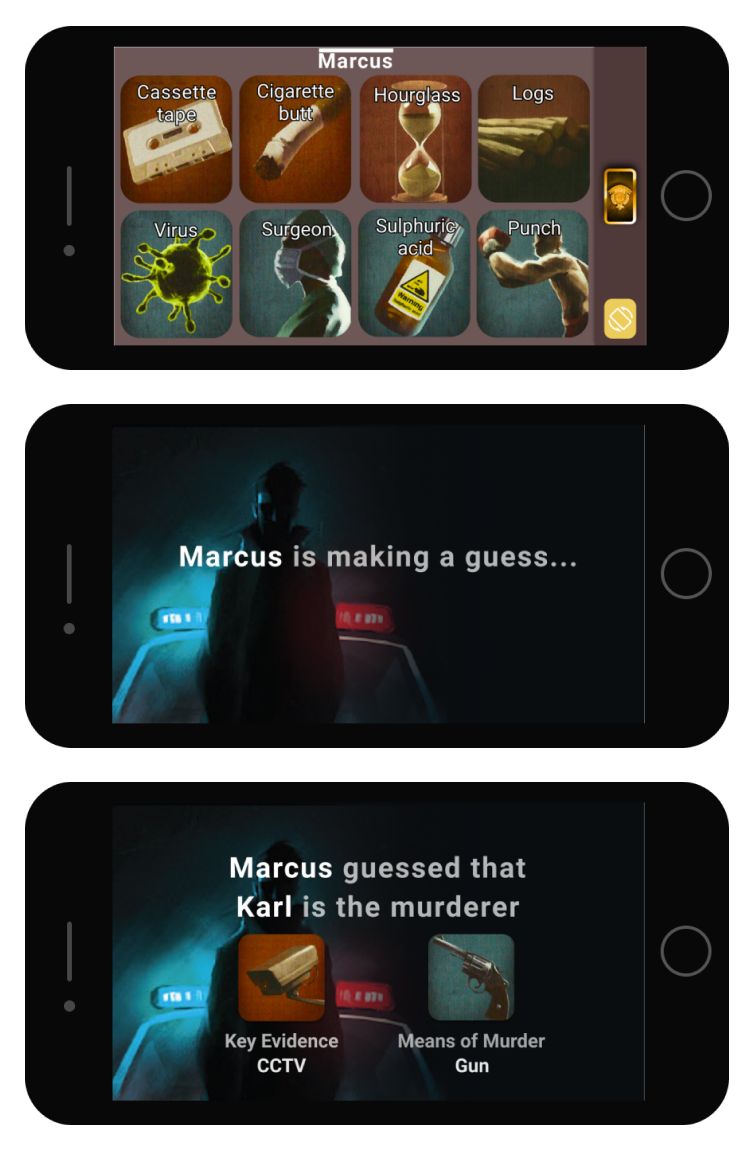 Marcus
Cassette
tape
Cigarette
butt
Hourglass
Logs
Virus
Surgeon
Sulphuric
acid
Warning
Punch
Marcus is making a guess...
Marcus guessed that
Karl is the murderer
Key Evidence
CCTV
Means of Murder
Gun